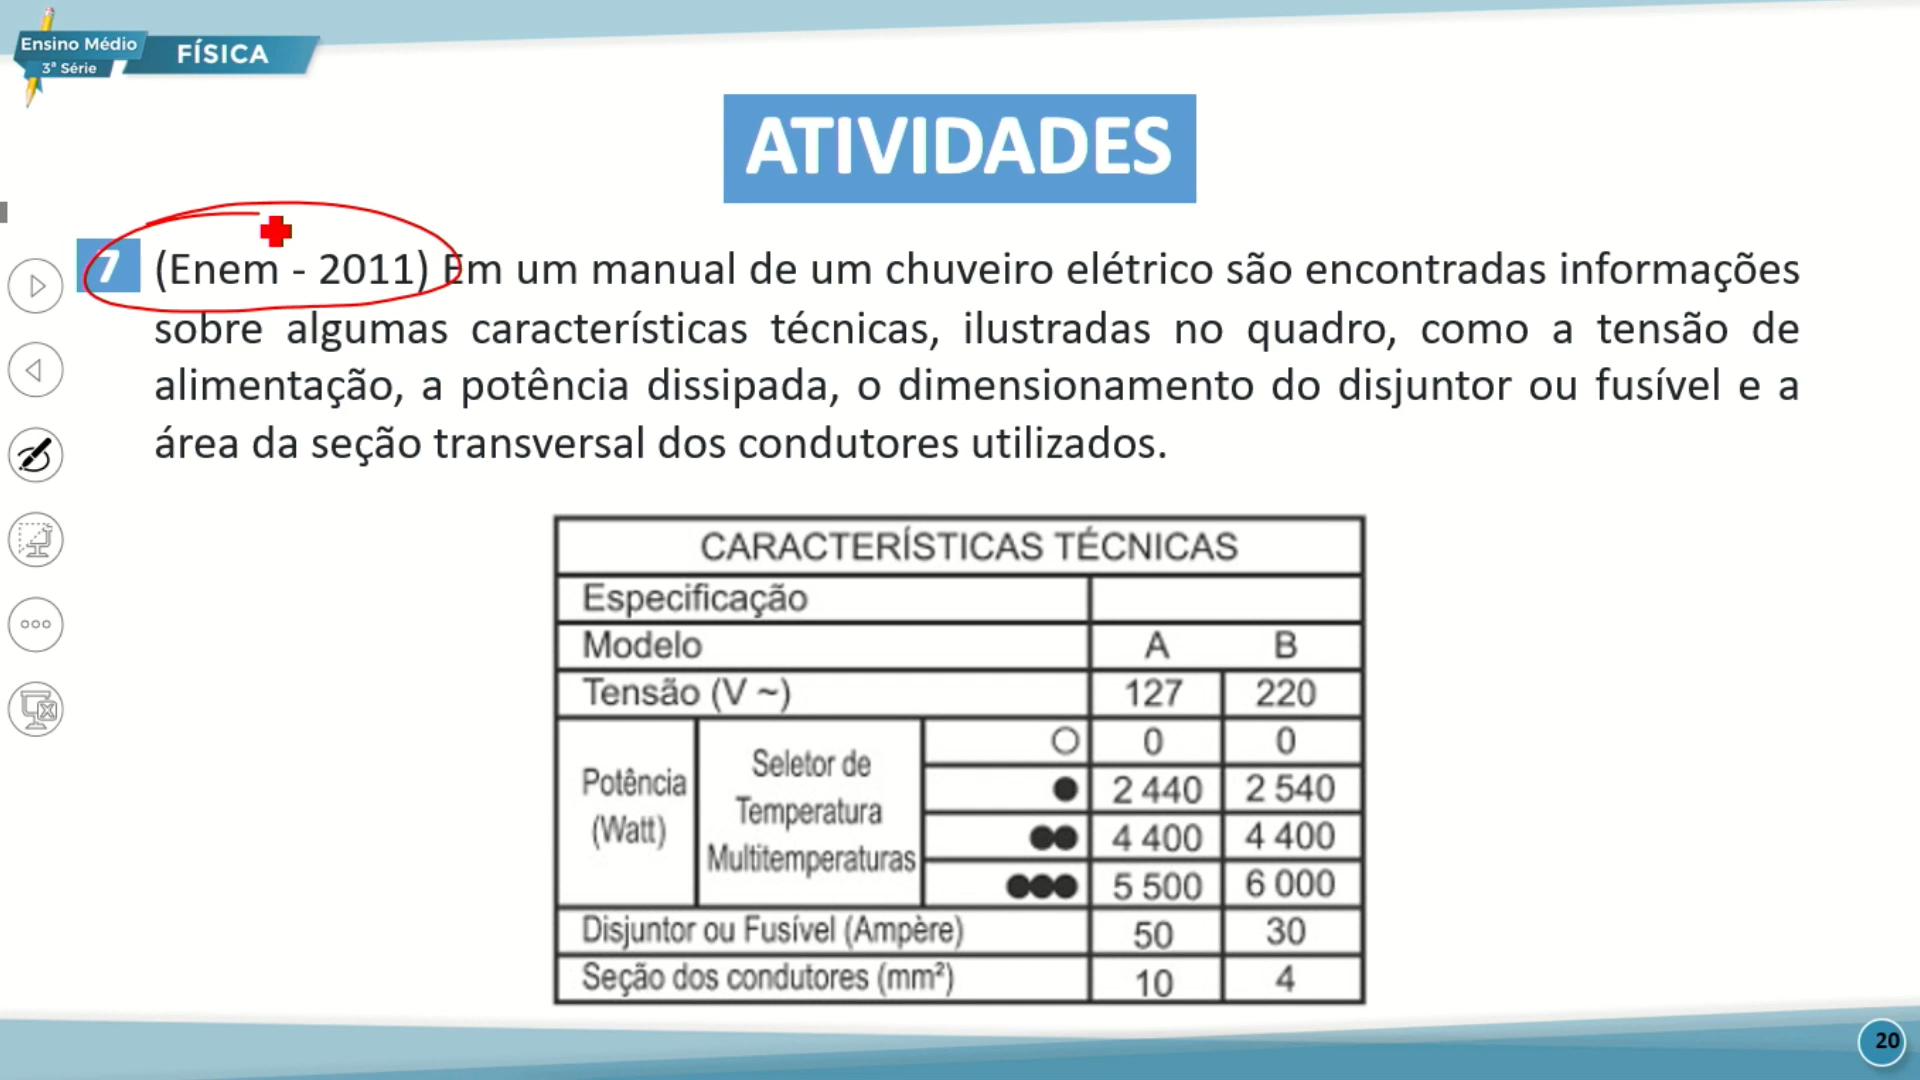 Ensino Médio
3ª Série
FÍSICA
ATIVIDADES
7 (Enem - 2011) Em um manual de um chuveiro elétrico são encontradas informações
sobre algumas características técnicas, ilustradas no quadro, como a tensão de
alimentação, a potência dissipada, o dimensionamento do disjuntor ou fusível e a
área da seção transversal dos condutores utilizados.
CARACTERÍSTICAS TÉCNICAS
Especificação
Modelo A B
Tensão (V ~) 127 220
Potência
(Watt)
Seletor de
Temperatura
Multitemperaturas
0 0
2 440 2 540
4 400 4 400
5 500 6 000
Disjuntor ou Fusível (Ampère) 50 30
Seção dos condutores (mm²) 10 4
20